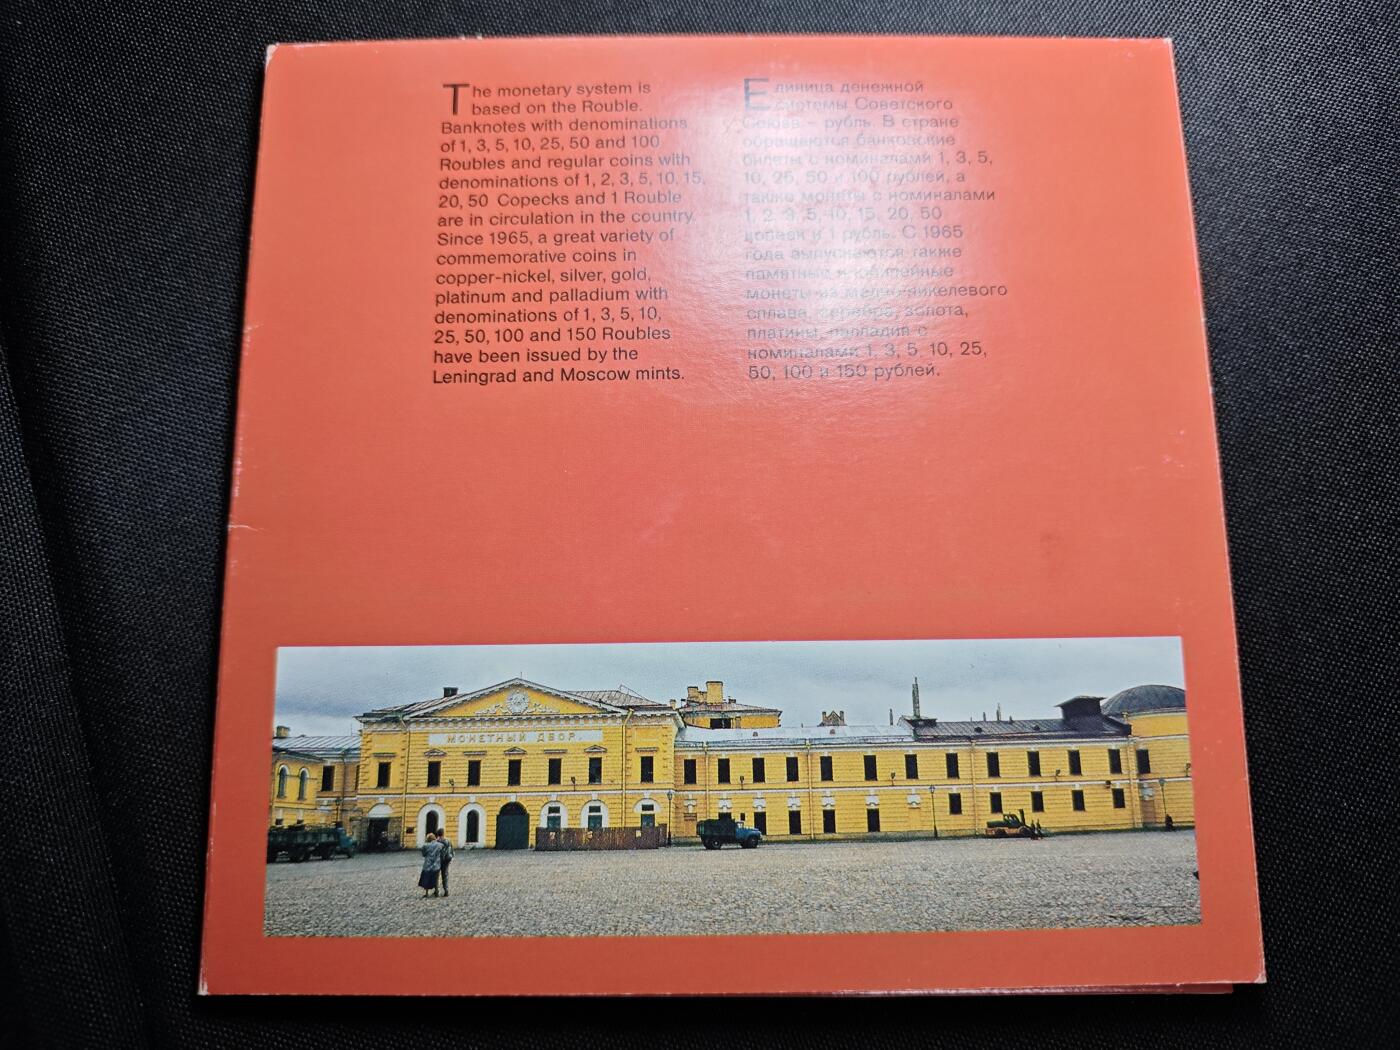 The monetary system is
based on the Rouble.
Banknotes with denominations
of 1, 3, 5, 10, 25, 50 and 100
Roubles and regular coins with
denominations of 1, 2, 3, 5, 10, 15,
20, 50 Copecks and 1 Rouble
are in circulation in the country.
Since 1965, a great variety of
commemorative coins in
copper-nickel, silver, gold,
platinum and palladium with
denominations of 1, 3, 5, 10,
25, 50, 100 and 150 Roubles
have been issued by the
Leningrad and Moscow mints.
Единица денежной
системы Советского
Союза - рубль. В стране
обращаются банковские
билеты с номиналами 1, 3, 5,
10, 25, 50 и 100 рублей, а
также монеты с номиналами
1, 2, 3, 5, 10, 15, 20, 50
копеек и 1 рубль. С 1965
года выпускаются также
памятные и юбилейные
монеты из медно-никелевого
сплава, серебра, золота,
платины, палладия с
номиналами 1, 3, 5, 10, 25,
50, 100 и 150 рублей.
МОНЕТНЫЙ ДВОР.